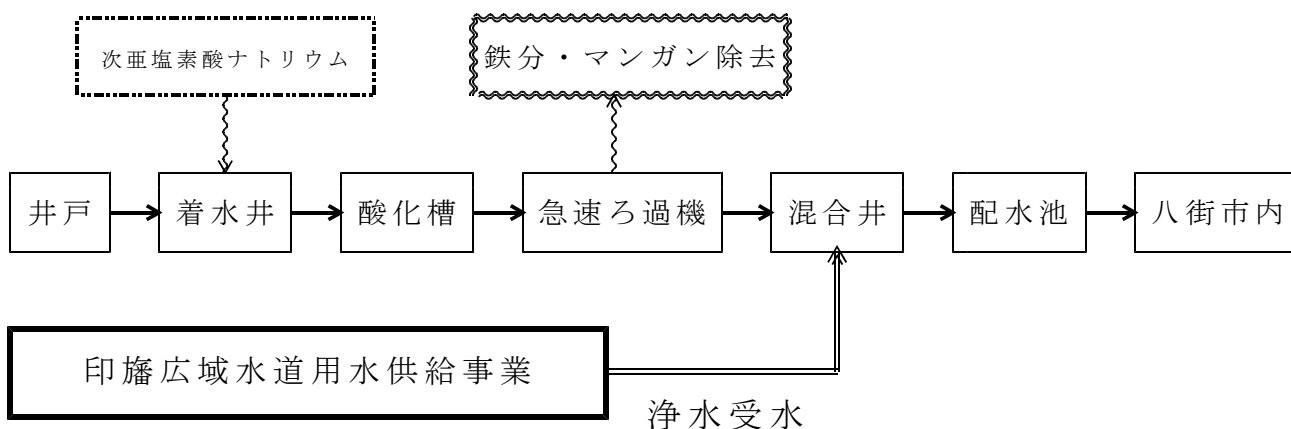 次亜塩素酸ナトリウム
鉄分・マンガン除去
井戸
着水井
酸化槽
急速ろ過機
混合井
配水池
八街市内
印旛広域水道用水供給事業
浄水受水